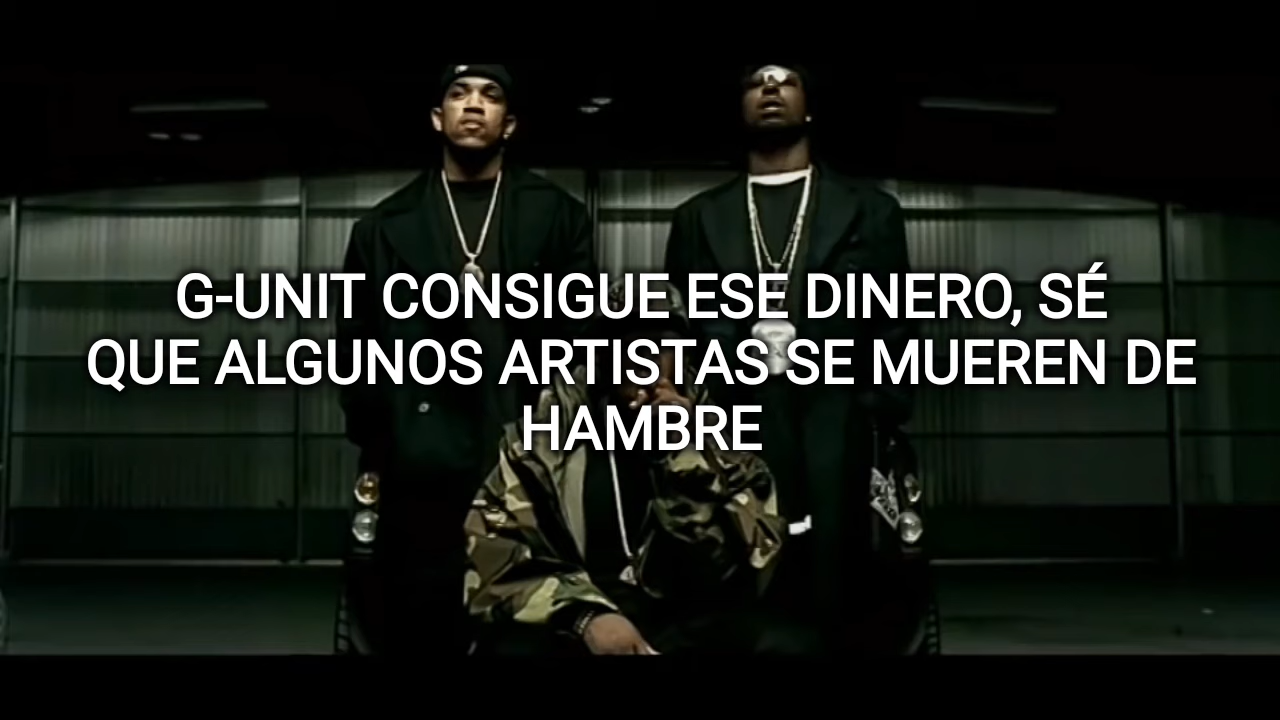 G-UNIT CONSIGUE ESE DINERO, SÉ
QUE ALGUNOS ARTISTAS SE MUEREN DE
HAMBRE